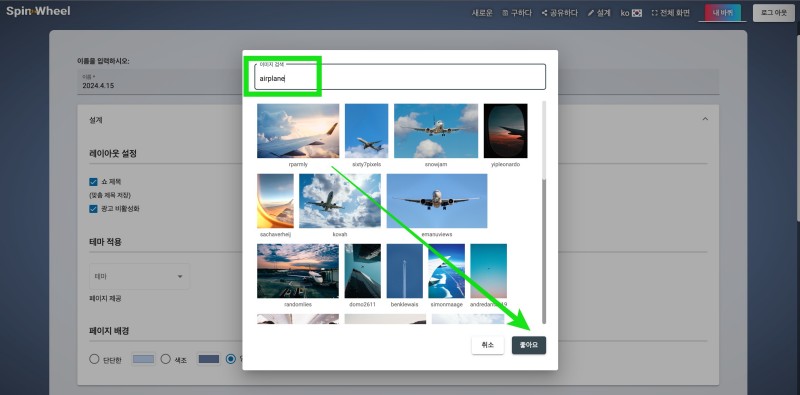 Spin Wheel
새로운
구하다
공유하다
설계
ko
전체 화면
내 바퀴
로그 아웃
이름을 입력하십시오:
이름 *
2024.4.15
설계
레이아웃 설정
쇼 제목
(맞춤 제목 저장)
광고 비활성화
테마 적용
테마
페이지 제공
페이지 배경
단단한
색조
이미지 검색
airplane
rparmly
sixty7pixels
snowjam
yipleonardo
sachaverheij
kovah
emanuviews
randomlies
domo2611
benklewais
simonmaage
취소
좋아요